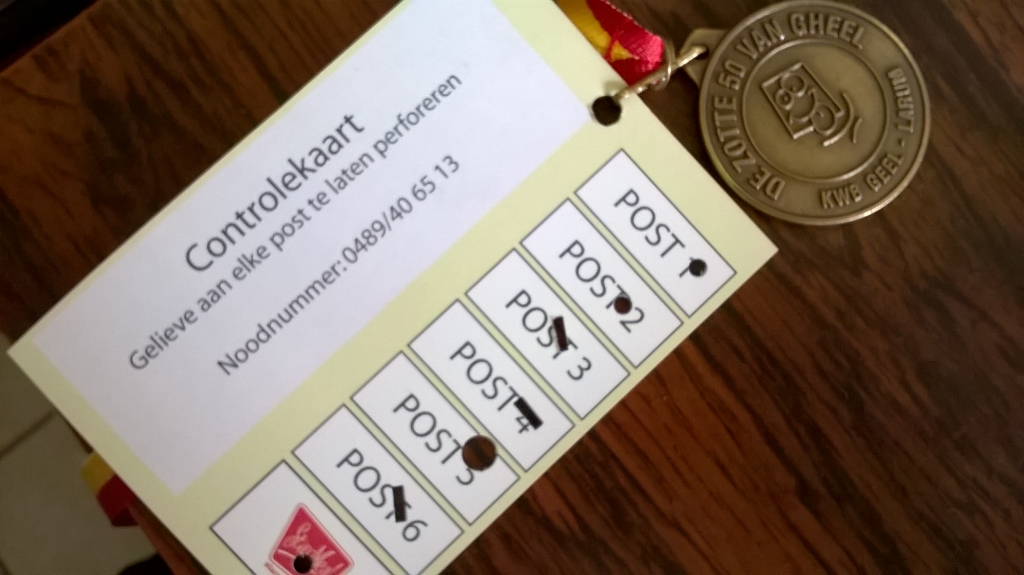 Controlekaart
Gelieve aan elke post te laten perforeren
Noodnummer: 0489/40 65 13
POST 1
POST 2
POST 3
POST 4
POST 5
POST 6
DE ZOTTE 50 VAN GHEEL
KWB GEEL - LARUM